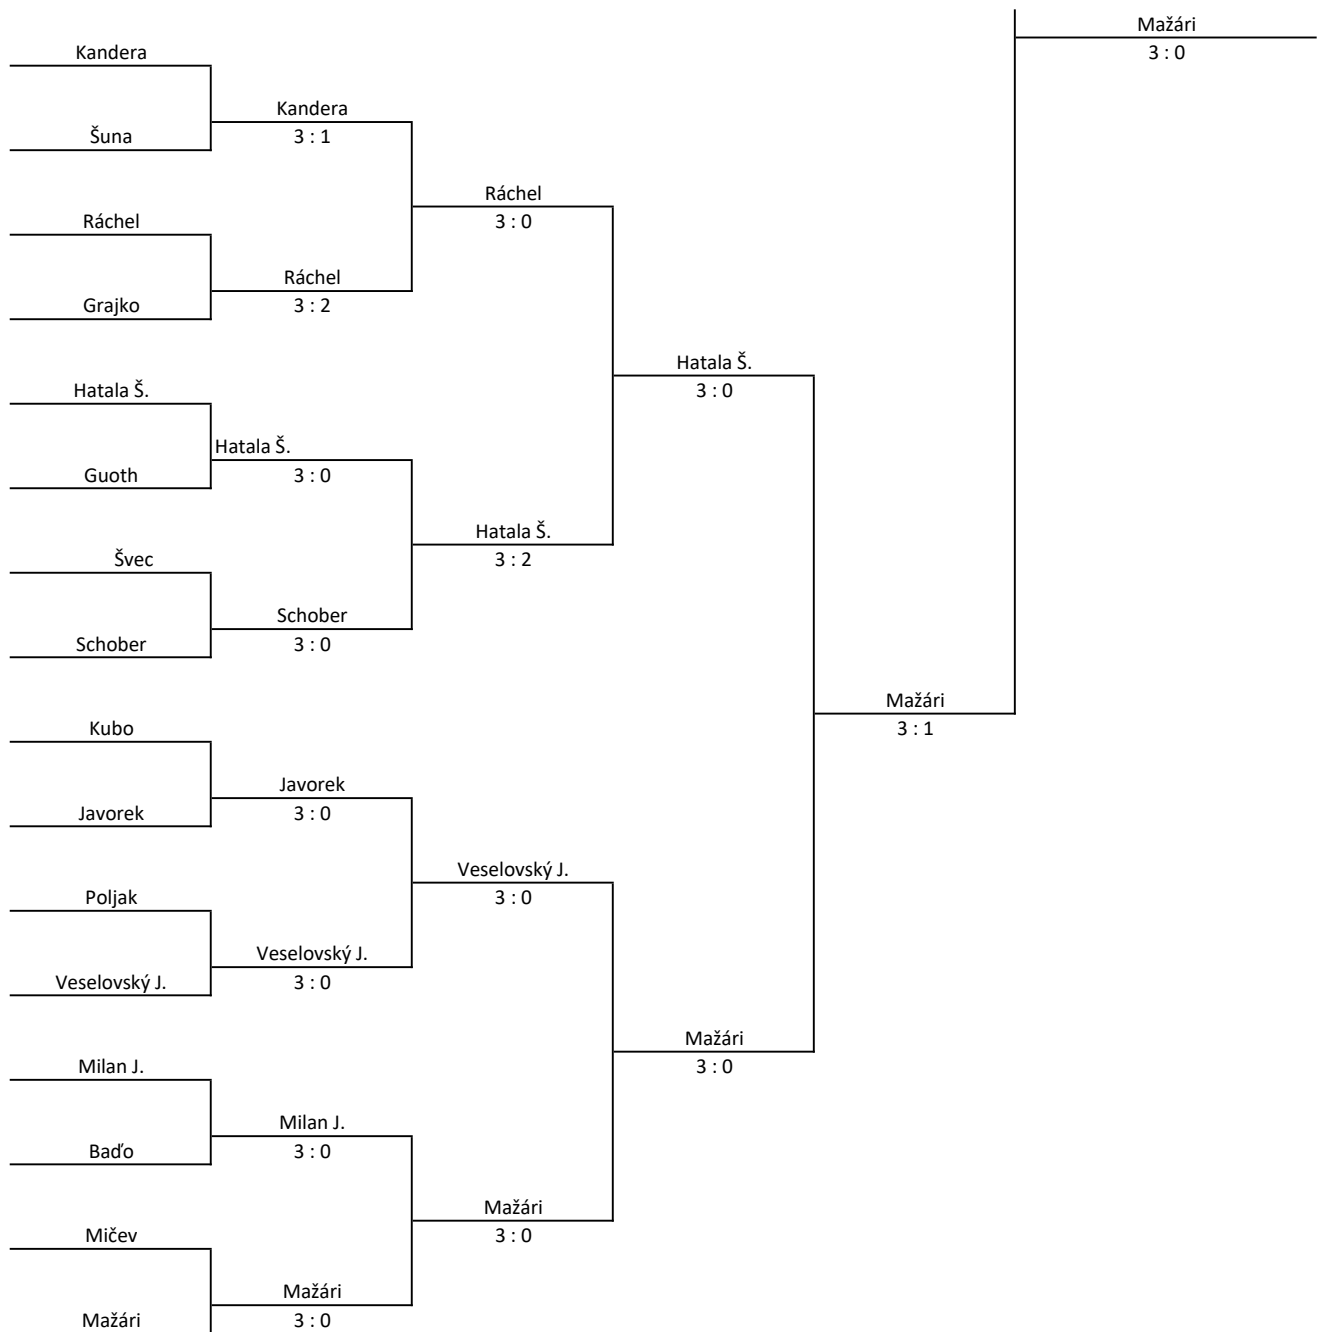 Mažári
3 : 0
Kandera
Kandera
3 : 1
Šuna
Ráchel
3 : 0
Ráchel
Ráchel
3 : 2
Grajko
Hatala Š.
3 : 0
Hatala Š.
Hatala Š.
3 : 0
Guoth
Hatala Š.
3 : 2
Švec
Schober
3 : 0
Schober
Mažári
3 : 1
Kubo
Javorek
3 : 0
Javorek
Veselovský J.
3 : 0
Poljak
Veselovský J.
3 : 0
Veselovský J.
Mažári
3 : 0
Milan J.
Milan J.
3 : 0
Baďo
Mažári
3 : 0
Mičev
Mažári
3 : 0
Mažári